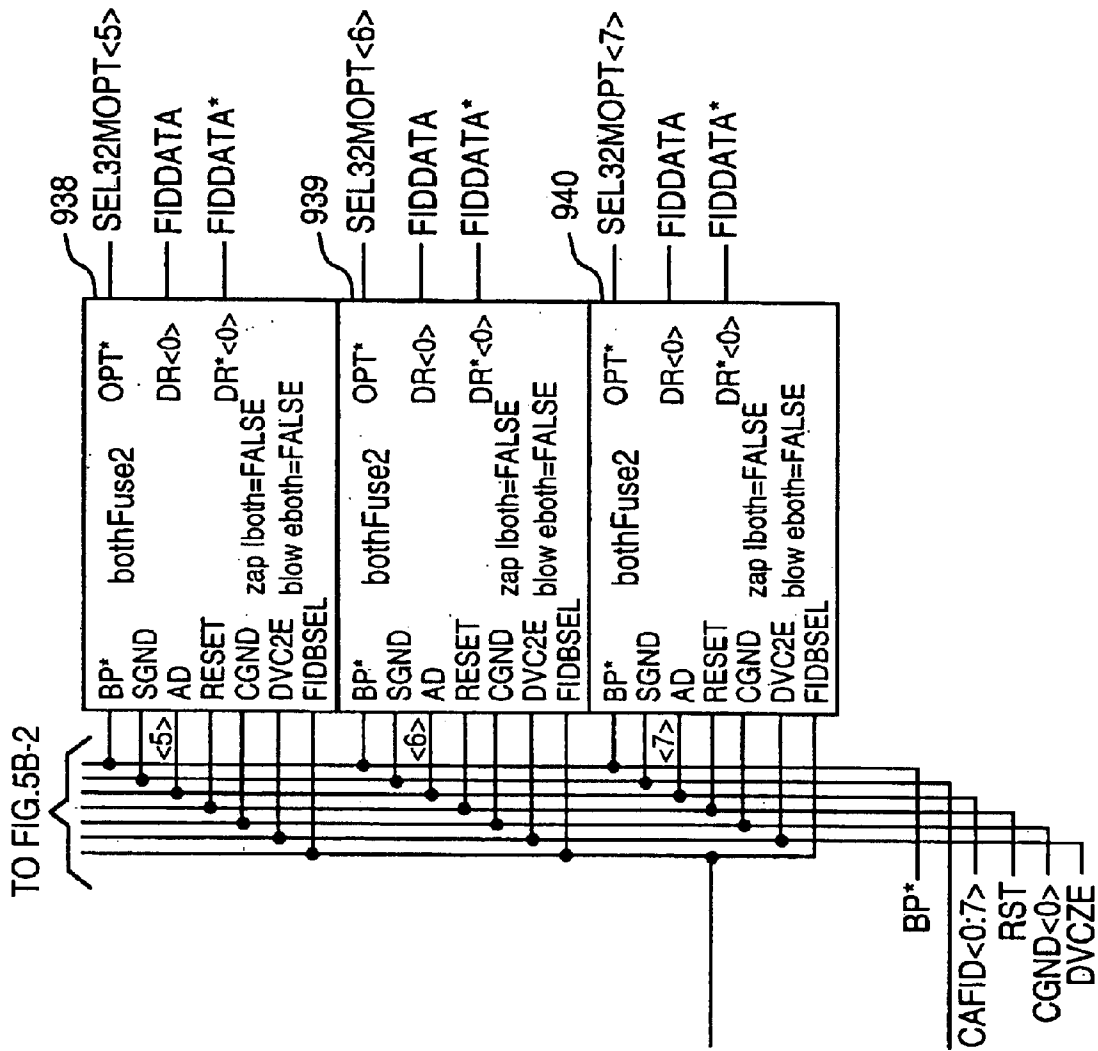 TO FIG.5B-2
938
BP*
SGND
<5>
AD
RESET
CGND
DVC2E
FIDBSEL
bothFuse2
zap lboth=FALSE
blow eboth=FALSE
OPT*
DR<0>
DR*<0>
SEL32MOPT<5>
FIDDATA
FIDDATA*
939
BP*
SGND
<6>
AD
RESET
CGND
DVC2E
FIDBSEL
bothFuse2
zap lboth=FALSE
blow eboth=FALSE
OPT*
DR<0>
DR*<0>
SEL32MOPT<6>
FIDDATA
FIDDATA*
940
BP*
SGND
<7>
AD
RESET
CGND
DVC2E
FIDBSEL
bothFuse2
zap lboth=FALSE
blow eboth=FALSE
OPT*
DR<0>
DR*<0>
SEL32MOPT<7>
FIDDATA
FIDDATA*
BP*
CAFID<0:7>
RST
CGND<0>
DVCZE